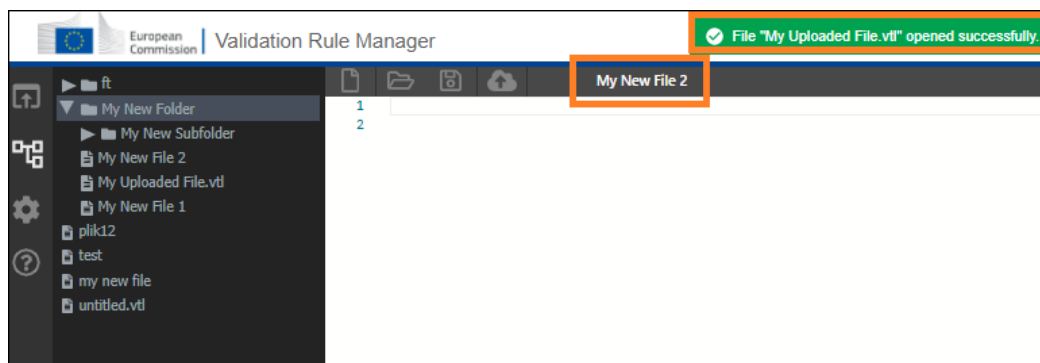 European
Commission
Validation Rule Manager
File "My Uploaded File.vtl" opened successfully.
My New File 2
ft
My New Folder
My New Subfolder
My New File 2
My Uploaded File.vtl
My New File 1
plik12
test
my new file
untitled.vtl
1
2